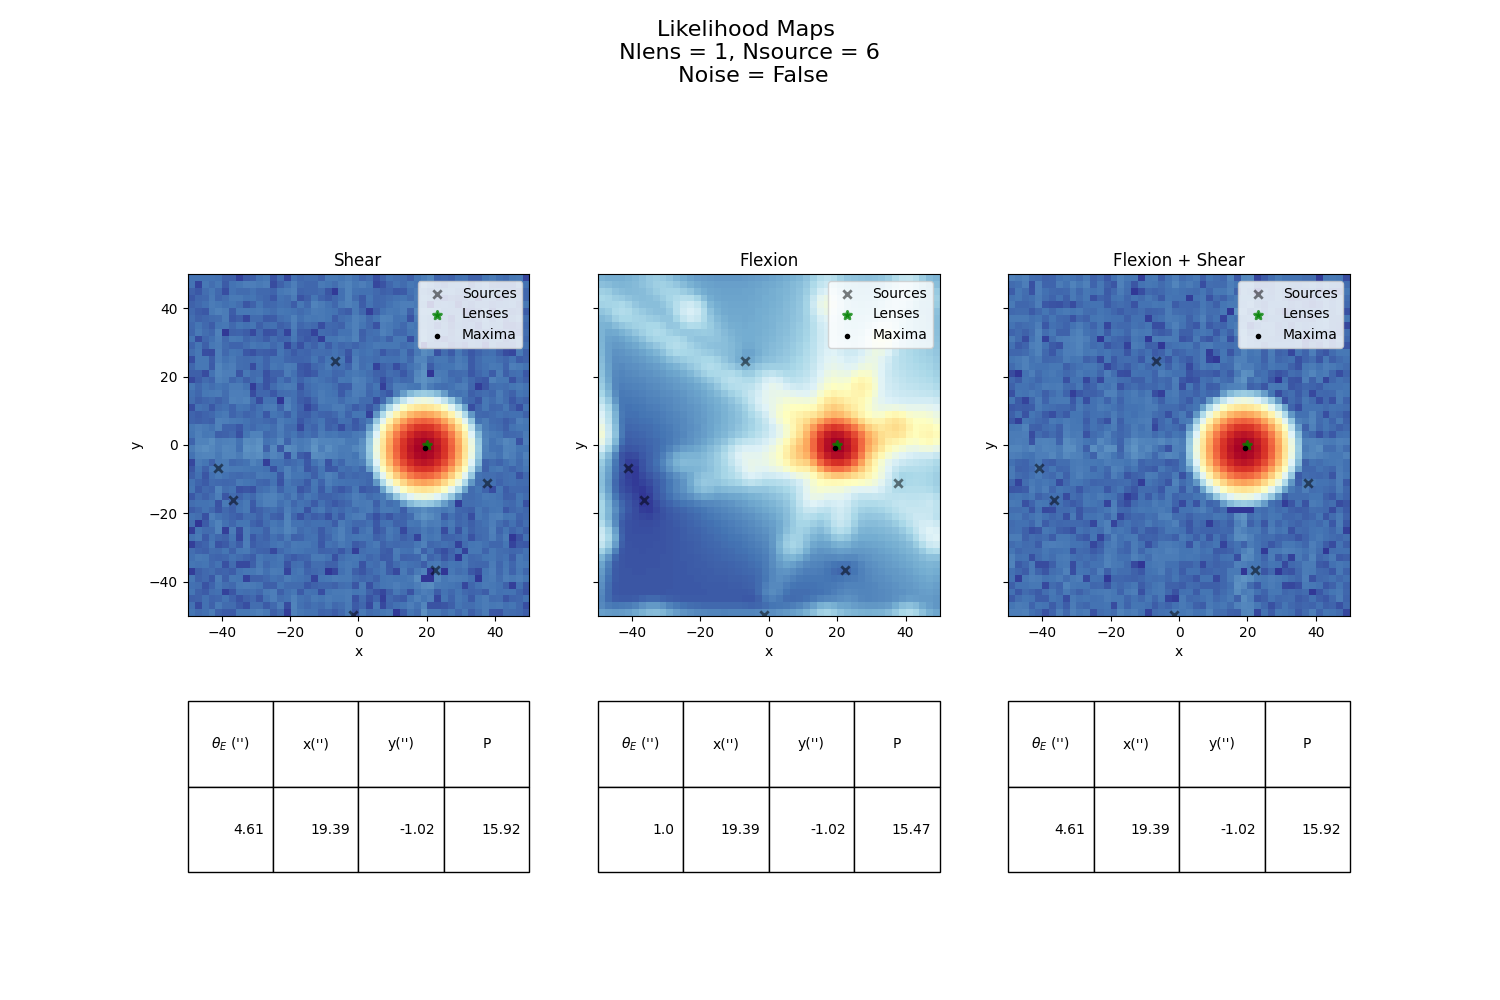 Likelihood Maps
Nlens = 1, Nsource = 6
Noise = False
Shear
Flexion
Flexion + Shear
Sources
Lenses
Maxima
Sources
Lenses
Maxima
Sources
Lenses
Maxima
40
20
0
−20
−40
y
y
y
−40 −20 0 20 40
−40 −20 0 20 40
−40 −20 0 20 40
x
x
x
θ_E ('') x('') y('') P
4.61 19.39 -1.02 15.92
θ_E ('') x('') y('') P
1.0 19.39 -1.02 15.47
θ_E ('') x('') y('') P
4.61 19.39 -1.02 15.92